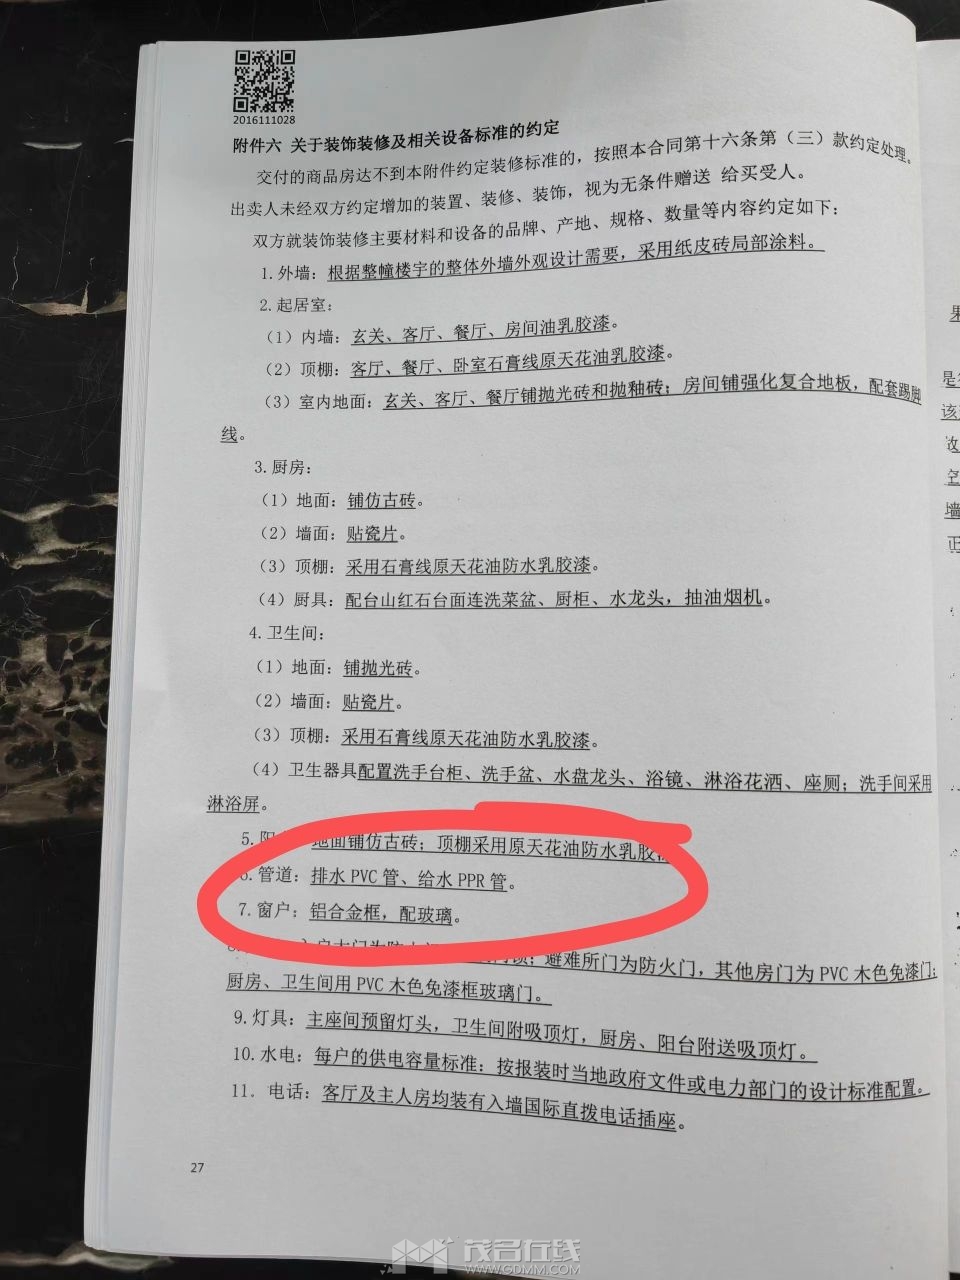 2016111028
附件六 关于装饰装修及相关设备标准的约定
交付的商品房达不到本附件约定装修标准的，按照本合同第十六条第（三）款约定处理。
出卖人未经双方约定增加的装置、装修、装饰，视为无条件赠送 给买受人。
双方就装饰装修主要材料和设备的品牌、产地、规格、数量等内容约定如下：
1.外墙：根据整幢楼宇的整体外墙外观设计需要，采用纸皮砖局部涂料。
2.起居室：
（1）内墙：玄关、客厅、餐厅、房间油乳胶漆。
（2）顶棚：客厅、餐厅、卧室石膏线原天花油乳胶漆。
（3）室内地面：玄关、客厅、餐厅铺抛光砖和抛釉砖；房间铺强化复合地板，配套踢脚
线。
3.厨房：
（1）地面：铺仿古砖。
（2）墙面：贴瓷片。
（3）顶棚：采用石膏线原天花油防水乳胶漆。
（4）厨具：配台山红石台面连洗菜盆、厨柜、水龙头，抽油烟机。
4.卫生间：
（1）地面：铺抛光砖。
（2）墙面：贴瓷片。
（3）顶棚：采用石膏线原天花油防水乳胶漆。
（4）卫生器具配置洗手台柜、洗手盆、水盘龙头、浴镜、淋浴花洒、座厕；洗手间采用
淋浴屏。
5.阳 地面铺仿古砖；顶棚采用原天花油防水乳胶
6.管道：排水 PVC 管、给水 PPR 管。
7.窗户：铝合金框，配玻璃。
避难所门为防火门，其他房门为 PVC 木色免漆门；
厨房、卫生间用 PVC 木色免漆框玻璃门。
9.灯具：主座间预留灯头，卫生间附吸顶灯，厨房、阳台附送吸顶灯。
10.水电：每户的供电容量标准：按报装时当地政府文件或电力部门的设计标准配置。
11. 电话：客厅及主人房均装有入墙国际直拨电话插座。
27
茂名在线
WWW.GDMM.COM